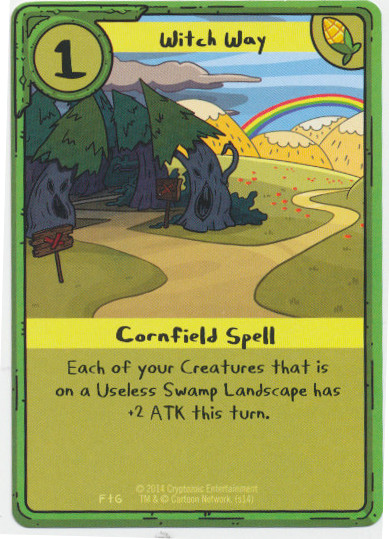 1
Witch Way
Cornfield Spell
Each of your Creatures that is
on a Useless Swamp Landscape has
+2 ATK this turn.
© 2014 Cryptozoic Entertainment
FtG TM & © Cartoon Network. (s14)